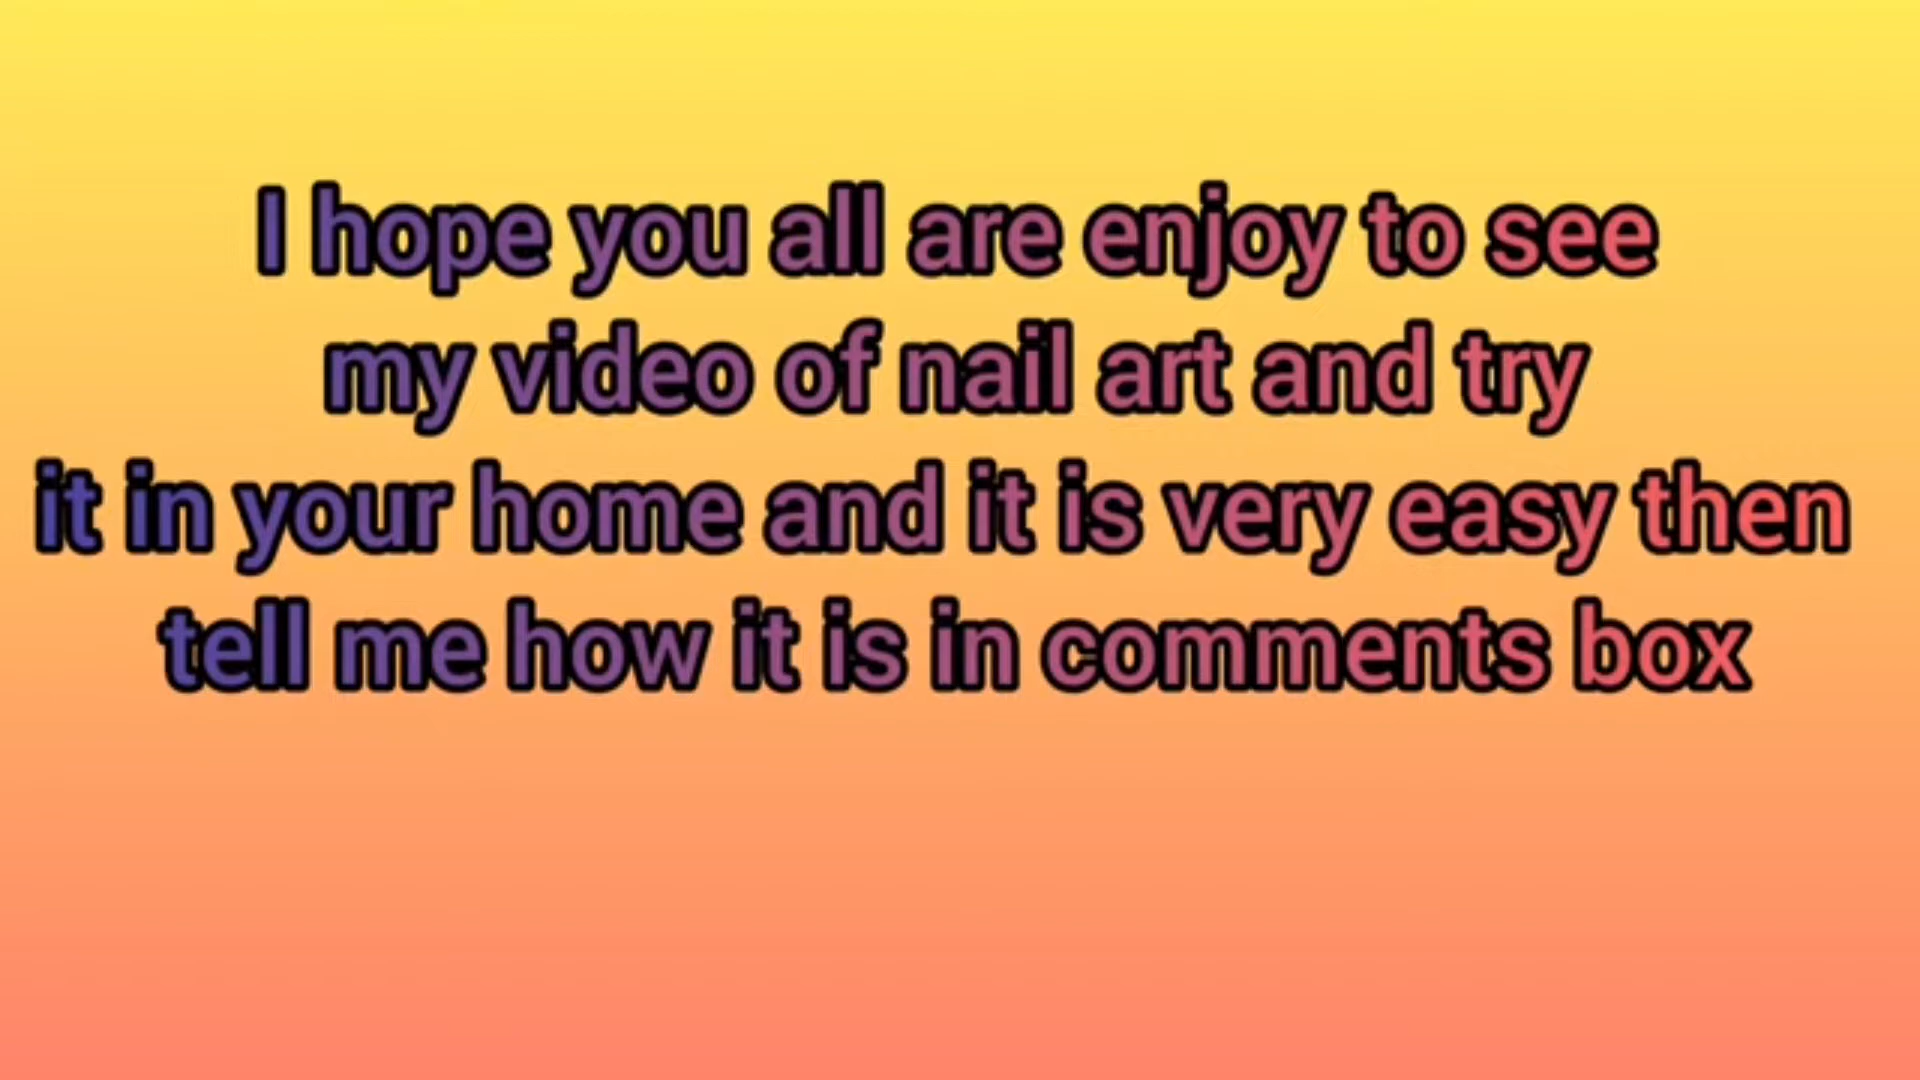 I hope you all are enjoy to see
my video of nail art and try
it in your home and it is very easy then
tell me how it is in comments box